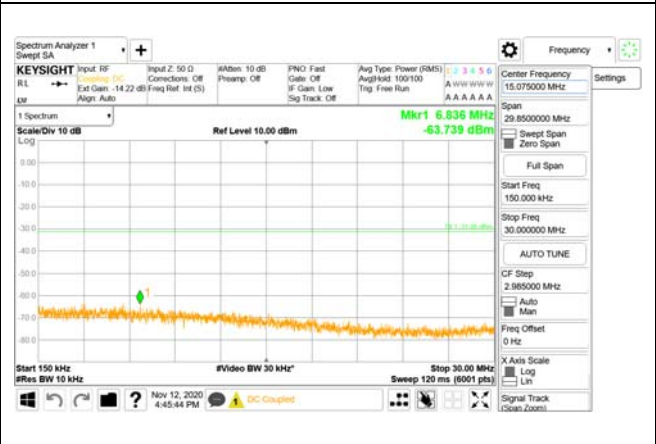 Spectrum Analyzer 1
Swept SA
Frequency
KEYSIGHT
RL
Input: RF
Coupling: DC
Ext Gain: -14.22 dB
Align: Auto
Input Z: 50 Ω
Corrections: Off
Freq Ref: Int (S)
#Atten: 10 dB
Preamp: Off
PNO: Fast
Gate: Off
IF Gain: Low
Sig Track: Off
Avg Type: Power (RMS)
Avg|Hold: 100/100
Trig: Free Run
1 2 3 4 5 6
A W W W W W
A A A A A A
1 Spectrum
Scale/Div 10 dB
Log
Ref Level 10.00 dBm
Mkr1 6.836 MHz
-63.739 dBm
0.00
-10.0
-20.0
-30.0
-40.0
-50.0
-60.0
-70.0
-80.0
1
Start 150 kHz
#Res BW 10 kHz
#Video BW 30 kHz*
Stop 30.00 MHz
Sweep 120 ms (6001 pts)
Nov 12, 2020
4:45:44 PM
DC Coupled
Center Frequency
15.075000 MHz
Settings
Span
29.8500000 MHz
Swept Span
Zero Span
Full Span
Start Freq
150.000 kHz
Stop Freq
30.000000 MHz
AUTO TUNE
CF Step
2.985000 MHz
Auto
Man
Freq Offset
0 Hz
X Axis Scale
Log
Lin
Signal Track
(Span Zoom)